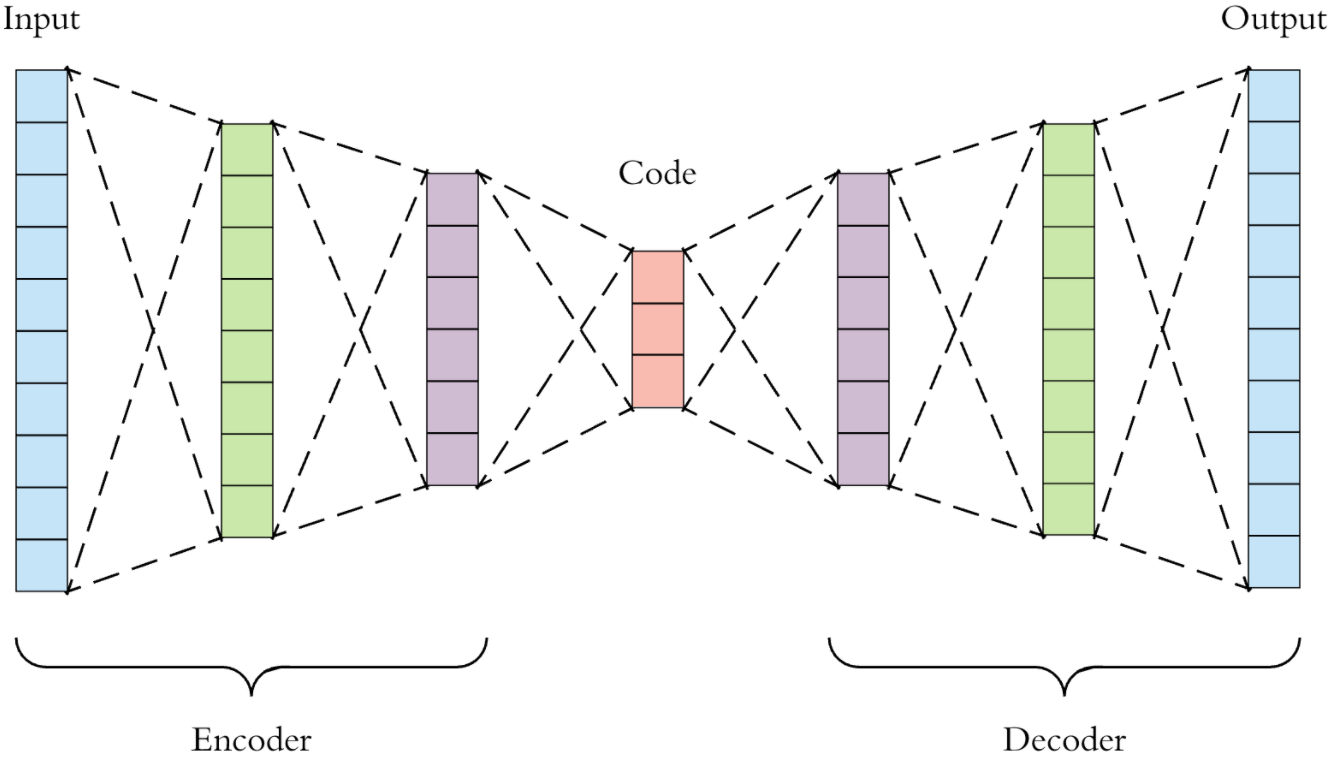 Input
Output
Code
Encoder
Decoder